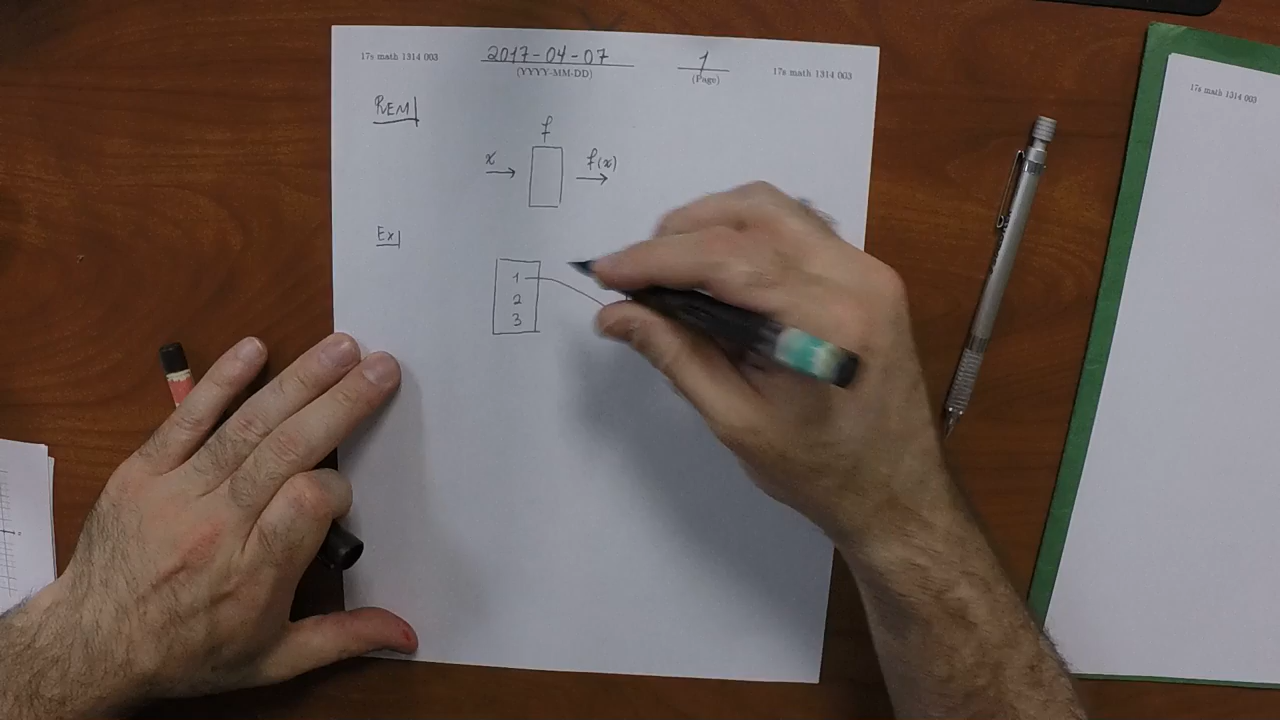 17s math 1314 003 2017-04-07 1 17s math 1314 003
(YYYY-MM-DD) (Page)
REM
f
x f(x)
Ex
1
2
3
17s math 1314 003